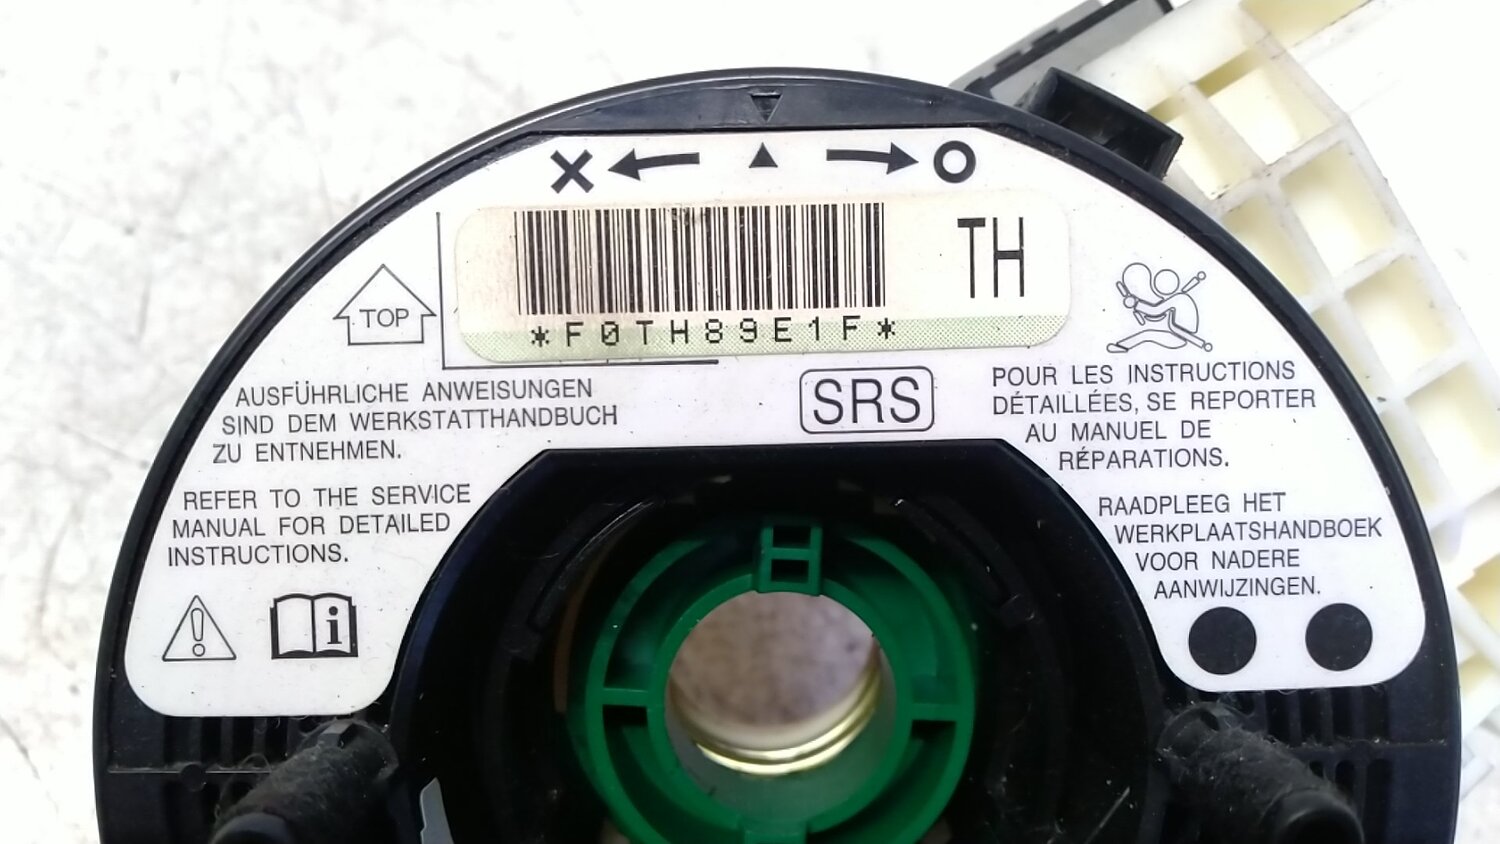 TH
*F0TH89E1F*
TOP
SRS
AUSFÜHRLICHE ANWEISUNGEN
SIND DEM WERKSTATTHANDBUCH
ZU ENTNEHMEN.
REFER TO THE SERVICE
MANUAL FOR DETAILED
INSTRUCTIONS.
i
POUR LES INSTRUCTIONS
DÉTAILLÉES, SE REPORTER
AU MANUEL DE
RÉPARATIONS.
RAADPLEEG HET
WERKPLAATSHANDBOEK
VOOR NADERE
AANWIJZINGEN.